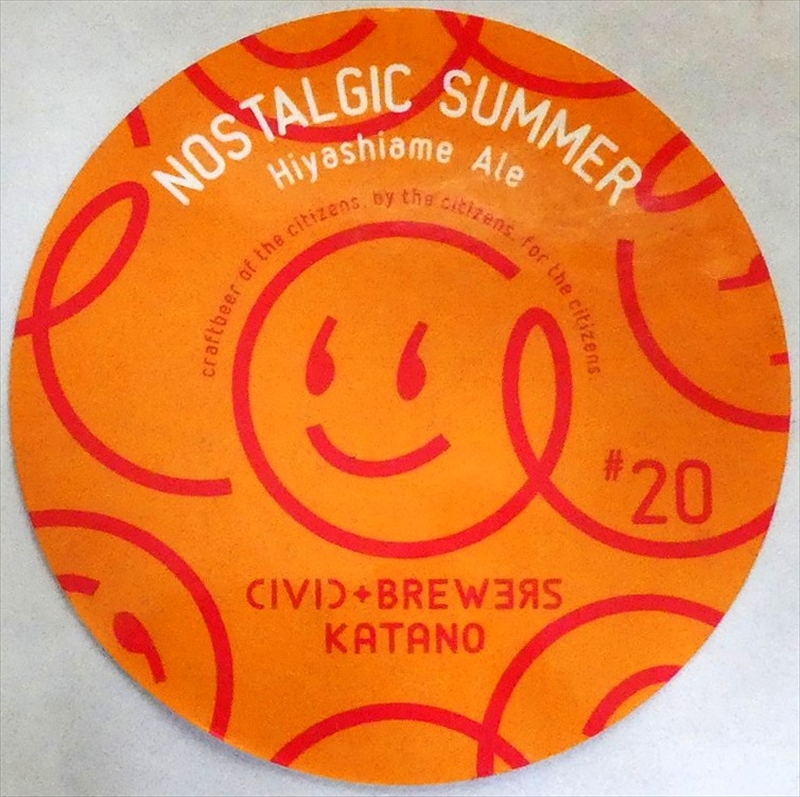 NOSTALGIC SUMMER
Hiyashiame Ale
craftbeer of the citizens, by the citizens, for the citizens.
#20
CIVIC+BREWERS
KATANO